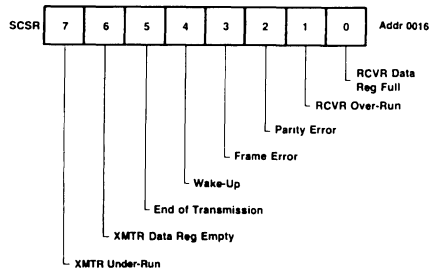 SCSR 7 6 5 4 3 2 1 0 Addr 0016
RCVR Data
Reg Full
RCVR Over-Run
Parity Error
Frame Error
Wake-Up
End of Transmission
XMTR Data Reg Empty
XMTR Under-Run